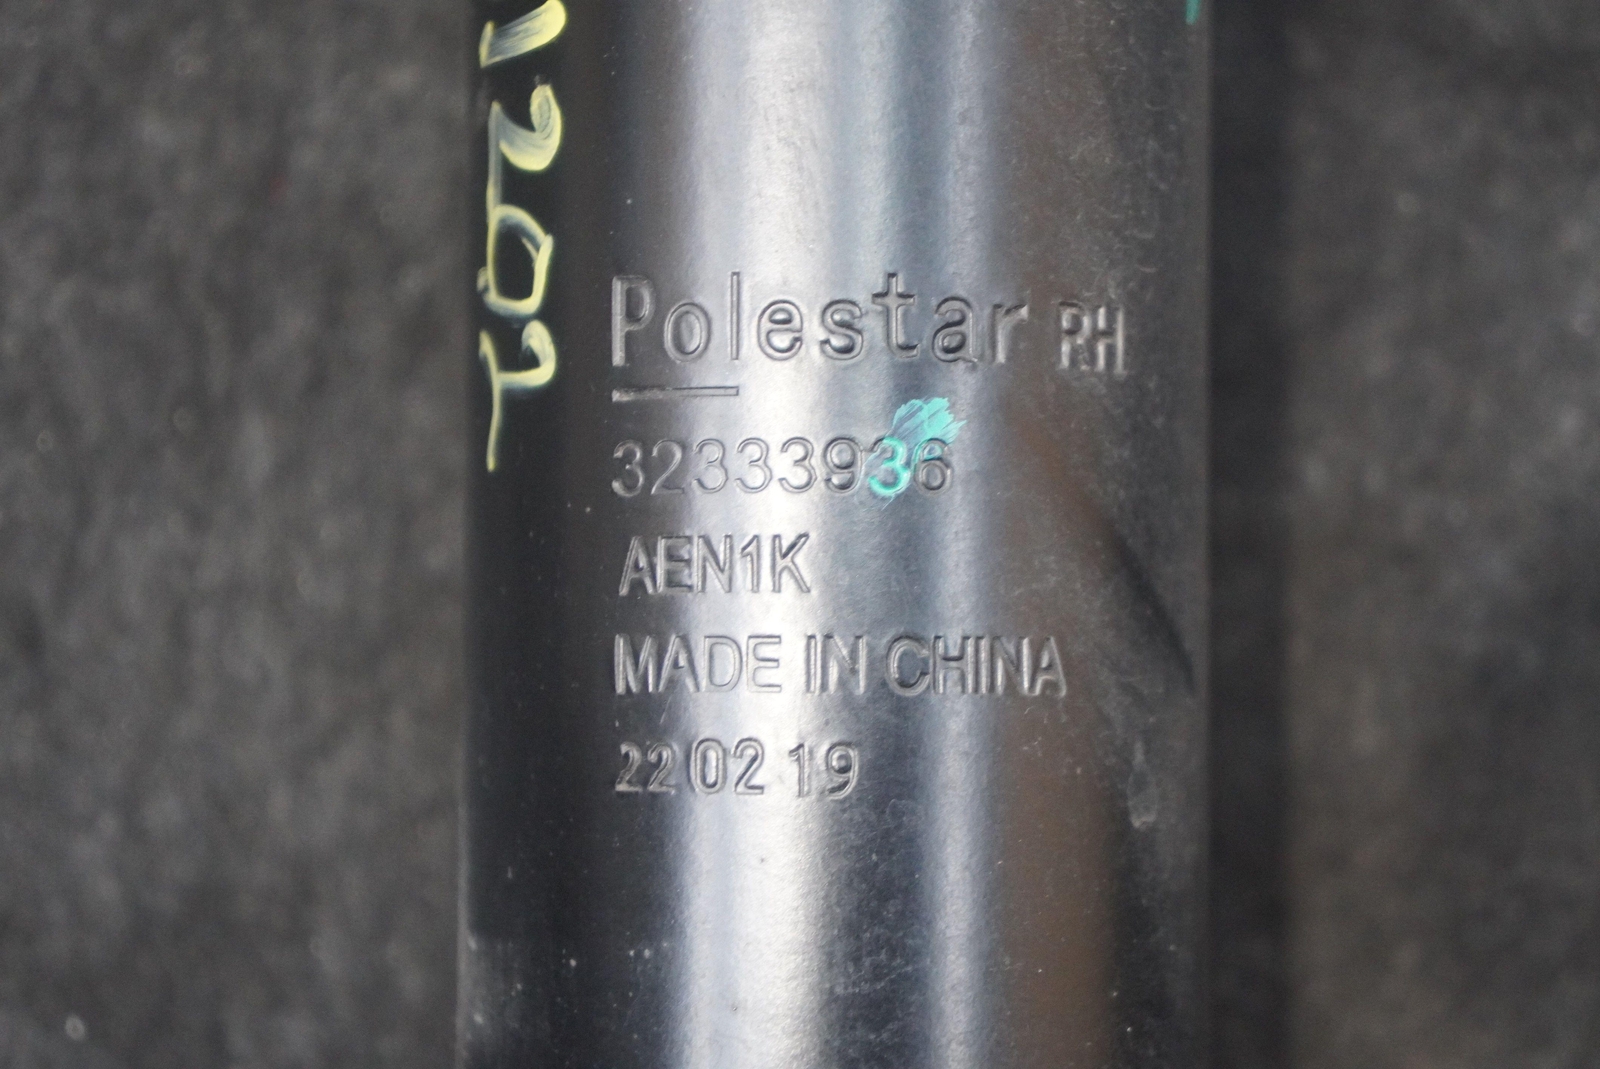 Polestar RH
32333936
AEN1K
MADE IN CHINA
22 02 19